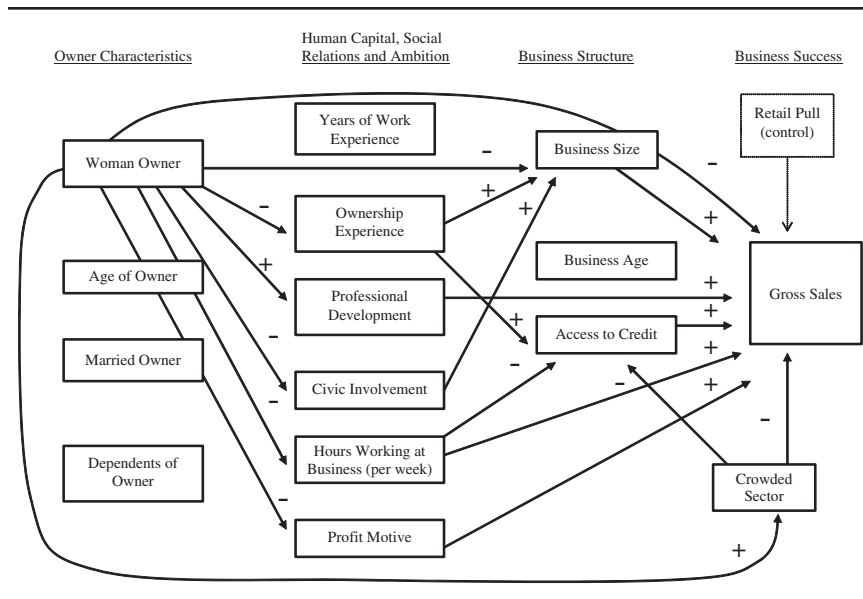 Owner Characteristics
Human Capital, Social
Relations and Ambition
Business Structure
Business Success
Years of Work
Experience
Retail Pull
(control)
Woman Owner
Business Size
–
–
–
+
+
Ownership
Experience
+
Age of Owner
+
Business Age
Professional
Development
+
Gross Sales
+
+
Access to Credit
–
+
Married Owner
–
Civic Involvement
–
+
–
–
Hours Working at
Business (per week)
Dependents of
Owner
Crowded
Sector
–
Profit Motive
+